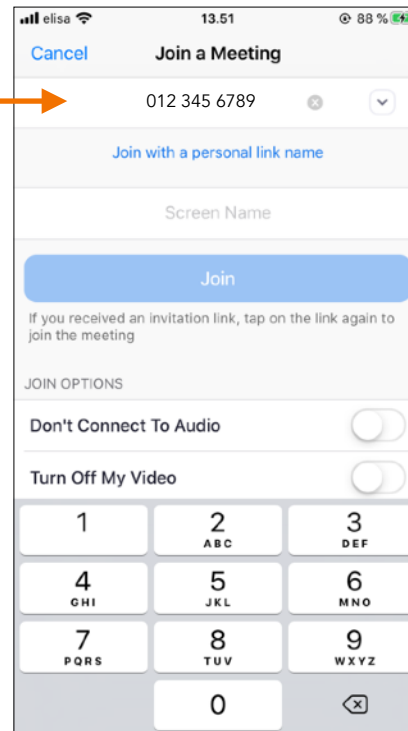 elisa 13.51 88 %
Cancel Join a Meeting
012 345 6789
Join with a personal link name
Screen Name
Join
If you received an invitation link, tap on the link again to
join the meeting
JOIN OPTIONS
Don't Connect To Audio
Turn Off My Video
1 2 3
ABC DEF
4 5 6
GHI JKL MNO
7 8 9
PQRS TUV WXYZ
0